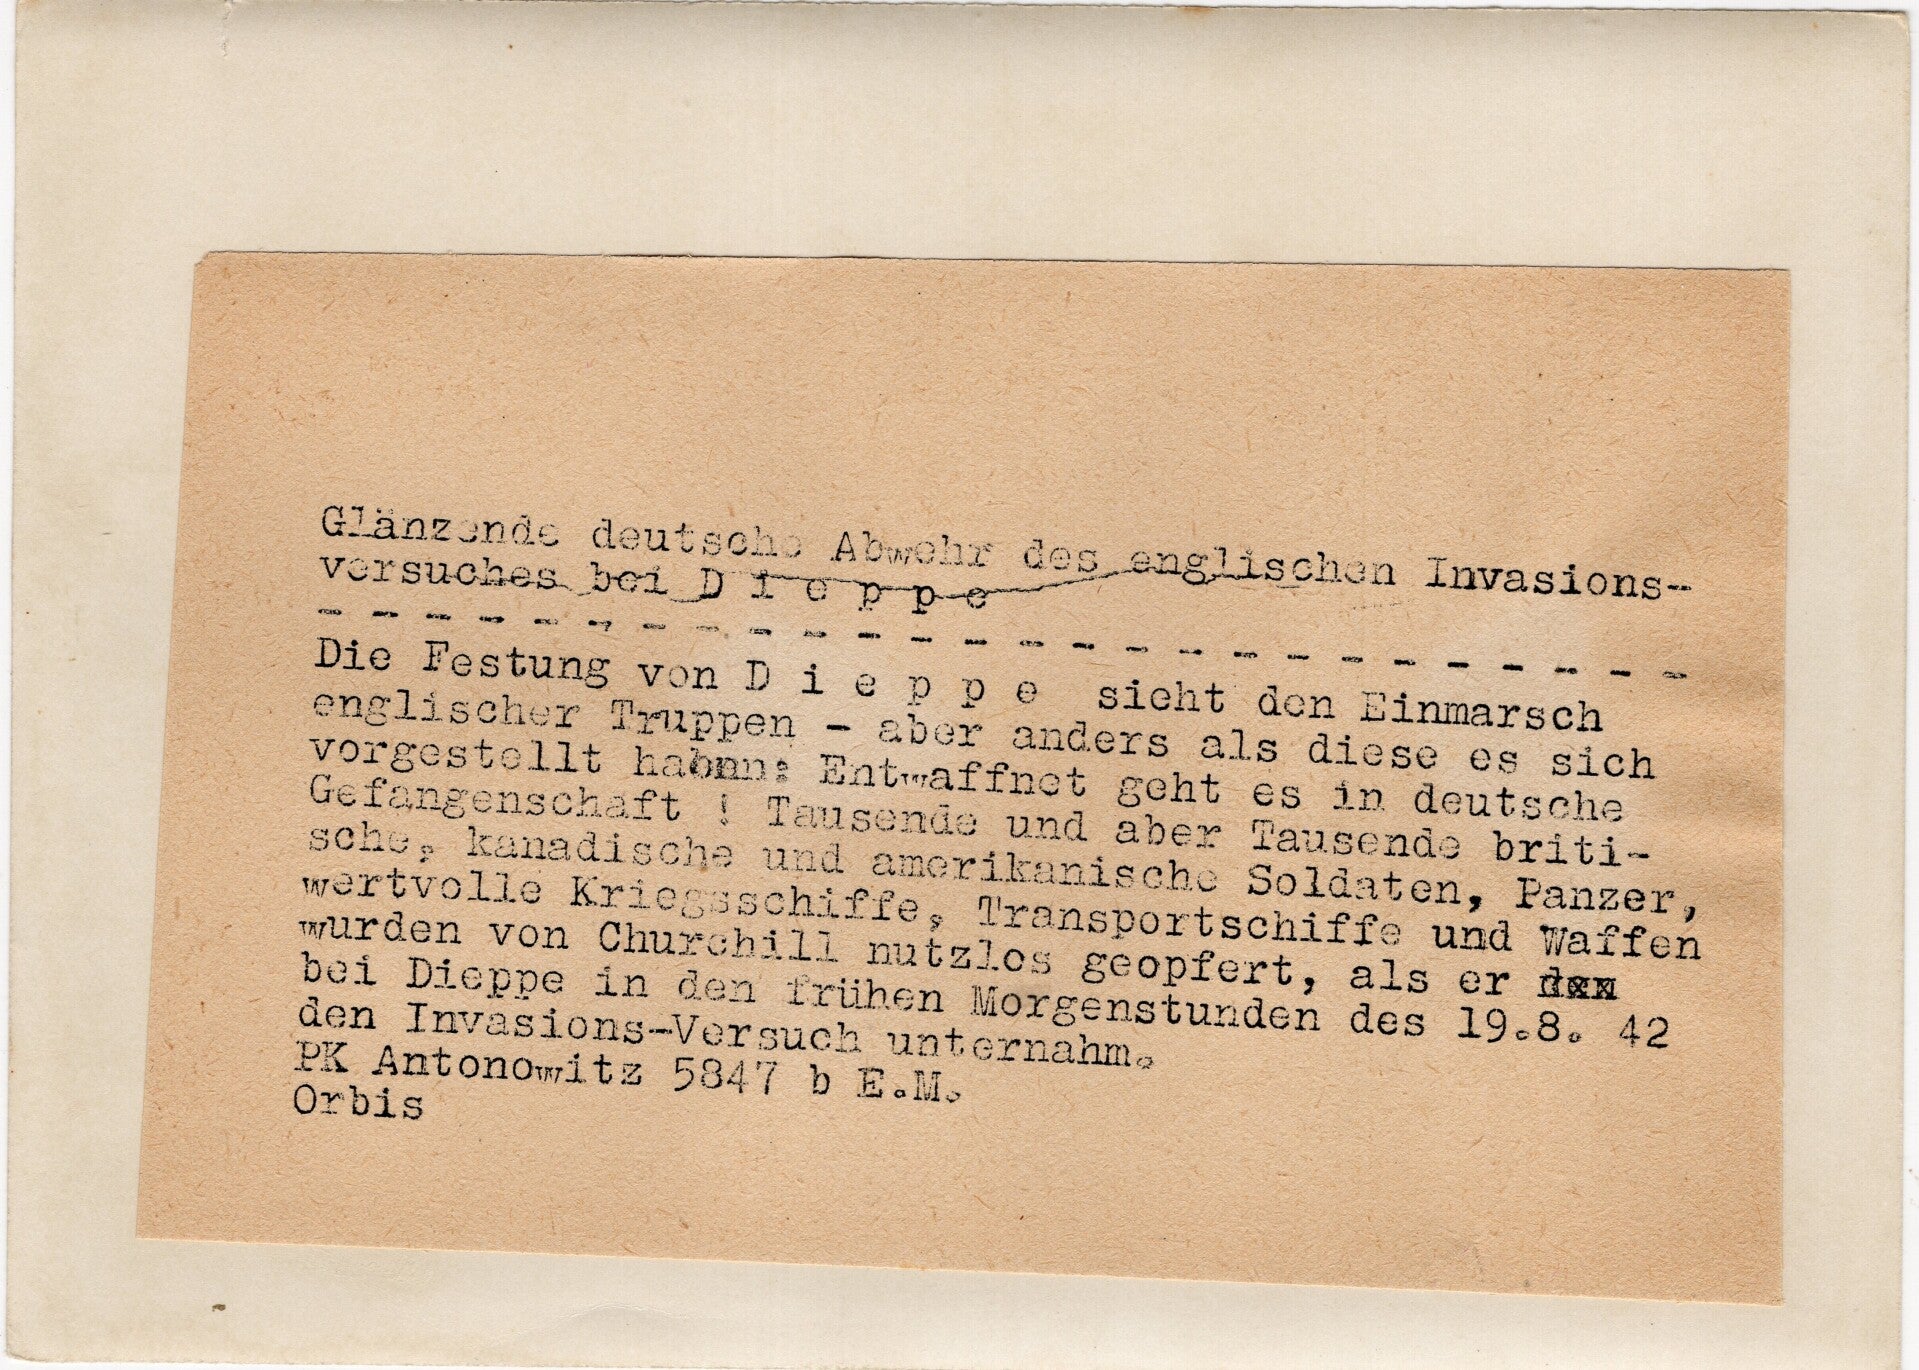 Glänzende deutsche Abwehr des englischen Invasions-
versuches bei D i e p p e
- - - - - - - - - - - - - - - - - - - - - - - - - -
Die Festung von D i e p p e sieht den Einmarsch
englischer Truppen - aber anders als diese es sich
vorgestellt habnn: Entwaffnet geht es in deutsche
Gefangenschaft ! Tausende und aber Tausende briti-
sche, kanadische und amerikanische Soldaten, Panzer,
wertvolle Kriegsschiffe, Transportschiffe und Waffen
wurden von Churchill nutzlos geopfert, als er
bei Dieppe in den frühen Morgenstunden des 19.8. 42
den Invasions-Versuch unternahm.
PK Antonowitz 5847 b E.M.
Orbis